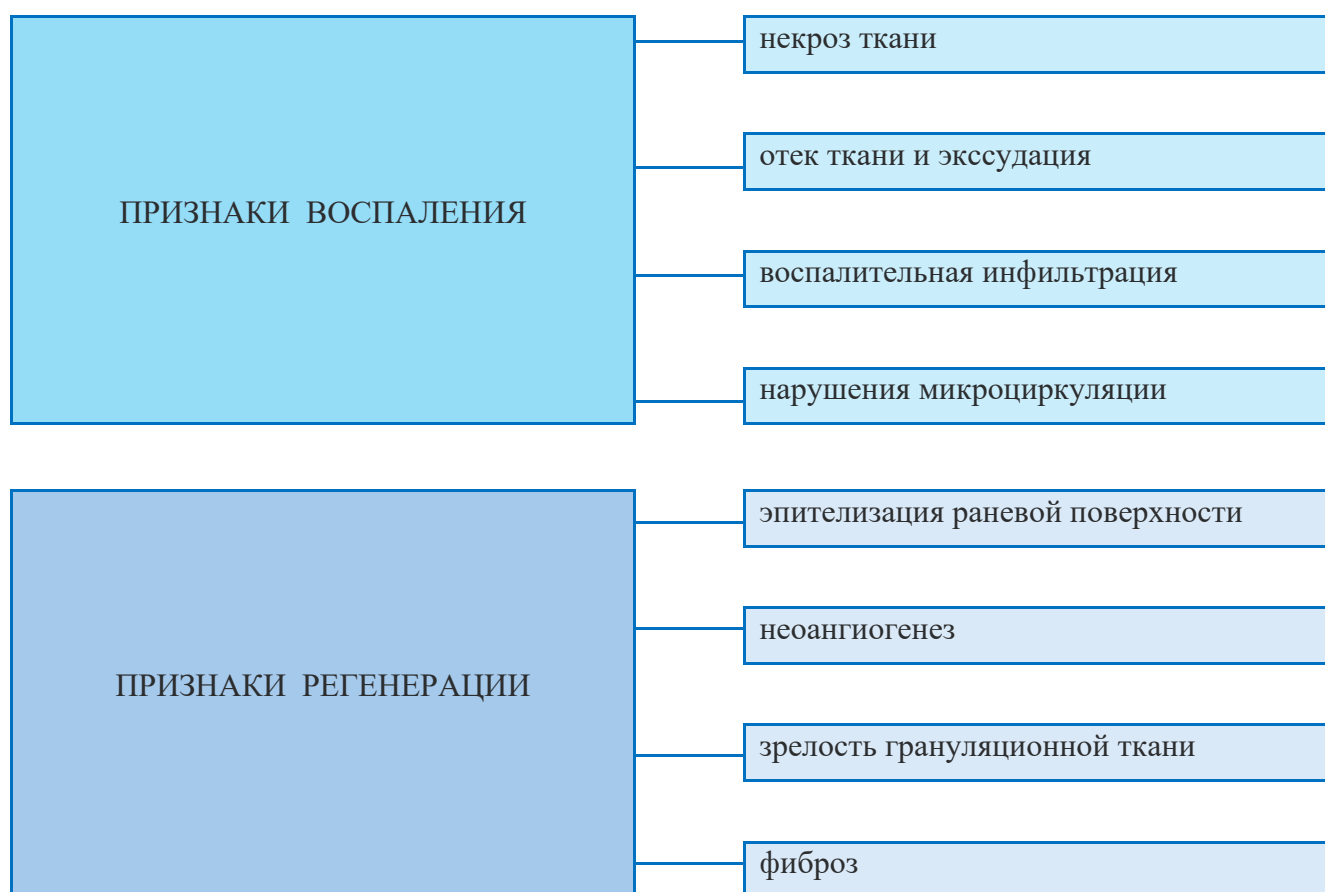 ПРИЗНАКИ ВОСПАЛЕНИЯ
некроз ткани
отек ткани и экссудация
воспалительная инфильтрация
нарушения микроциркуляции
ПРИЗНАКИ РЕГЕНЕРАЦИИ
эпителизация раневой поверхности
неоангиогенез
зрелость грануляционной ткани
фиброз